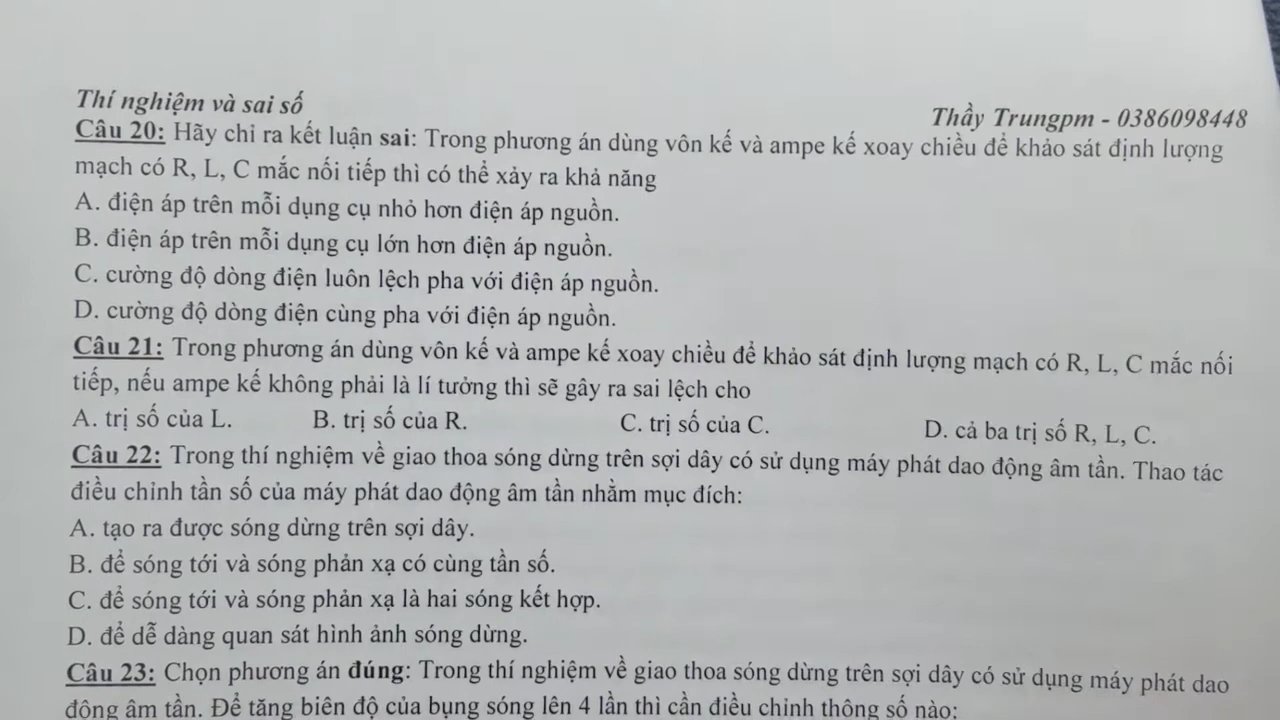 Thí nghiệm và sai số
Thầy Trungpm - 0386098448
Câu 20: Hãy chỉ ra kết luận sai: Trong phương án dùng vôn kế và ampe kế xoay chiều để khảo sát định lượng
mạch có R, L, C mắc nối tiếp thì có thể xảy ra khả năng
A. điện áp trên mỗi dụng cụ nhỏ hơn điện áp nguồn.
B. điện áp trên mỗi dụng cụ lớn hơn điện áp nguồn.
C. cường độ dòng điện luôn lệch pha với điện áp nguồn.
D. cường độ dòng điện cùng pha với điện áp nguồn.
Câu 21: Trong phương án dùng vôn kế và ampe kế xoay chiều để khảo sát định lượng mạch có R, L, C mắc nối
tiếp, nếu ampe kế không phải là lí tưởng thì sẽ gây ra sai lệch cho
A. trị số của L. B. trị số của R. C. trị số của C. D. cả ba trị số R, L, C.
Câu 22: Trong thí nghiệm về giao thoa sóng dừng trên sợi dây có sử dụng máy phát dao động âm tần. Thao tác
điều chỉnh tần số của máy phát dao động âm tần nhằm mục đích:
A. tạo ra được sóng dừng trên sợi dây.
B. để sóng tới và sóng phản xạ có cùng tần số.
C. để sóng tới và sóng phản xạ là hai sóng kết hợp.
D. để dễ dàng quan sát hình ảnh sóng dừng.
Câu 23: Chọn phương án đúng: Trong thí nghiệm về giao thoa sóng dừng trên sợi dây có sử dụng máy phát dao
động âm tần. Để tăng biên độ của bụng sóng lên 4 lần thì cần điều chỉnh thông số nào: